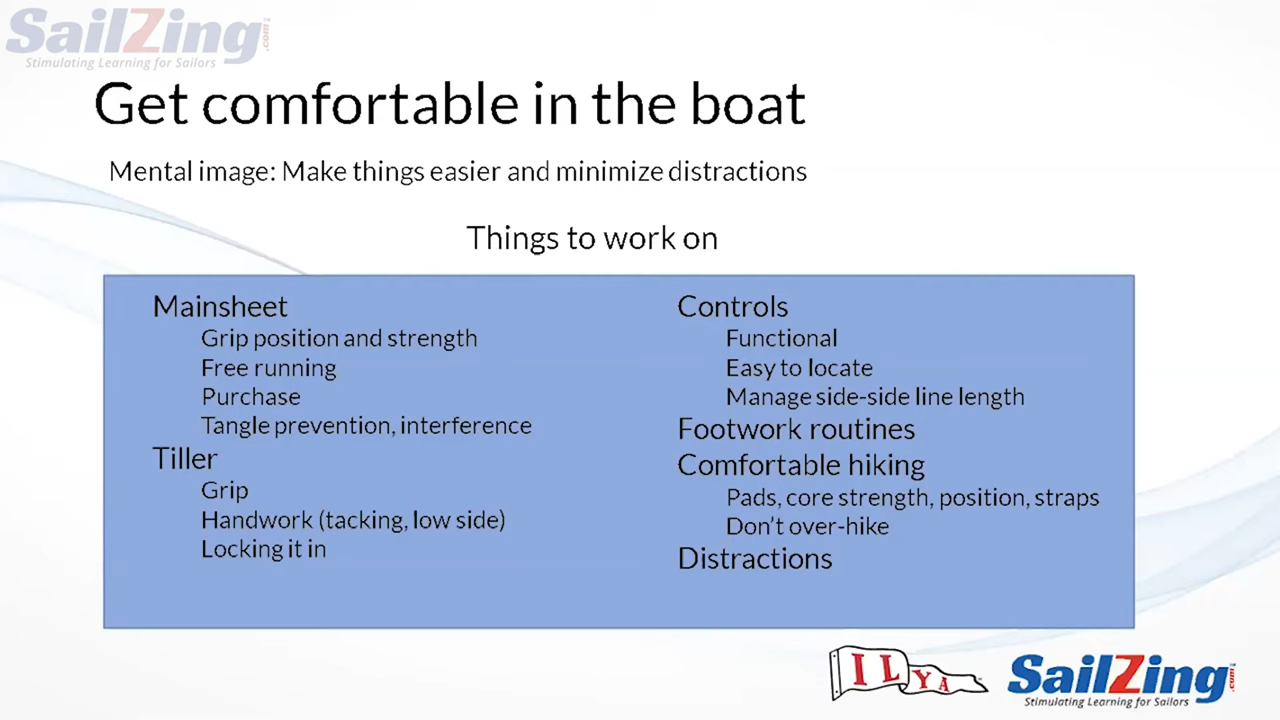 SailZing.com
Stimulating Learning for Sailors
Get comfortable in the boat
Mental image: Make things easier and minimize distractions
Things to work on
Mainsheet
Grip position and strength
Free running
Purchase
Tangle prevention, interference
Tiller
Grip
Handwork (tacking, low side)
Locking it in
Controls
Functional
Easy to locate
Manage side-side line length
Footwork routines
Comfortable hiking
Pads, core strength, position, straps
Don't over-hike
Distractions
ILYA
SailZing.com
Stimulating Learning for Sailors